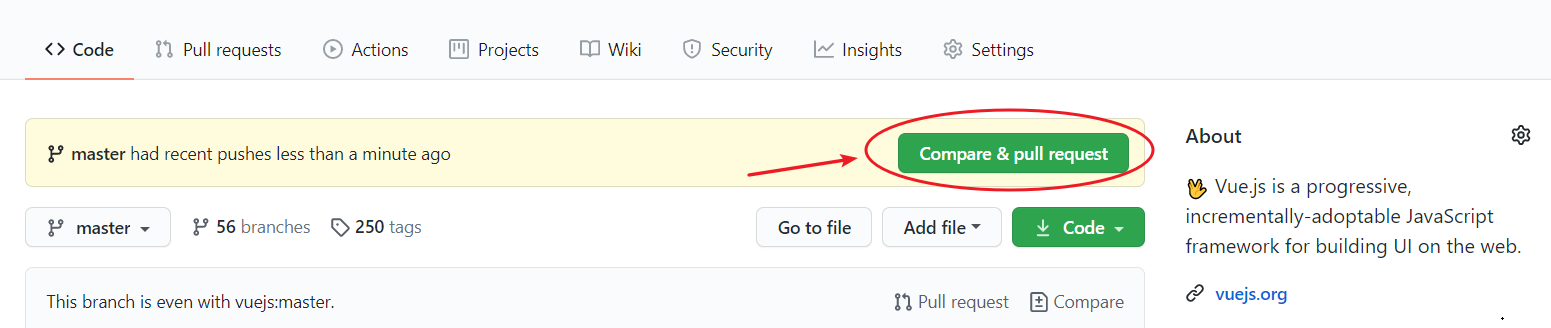 Code Pull requests Actions Projects Wiki Security Insights Settings
master had recent pushes less than a minute ago Compare & pull request
master 56 branches 250 tags Go to file Add file Code
This branch is even with vuejs:master. Pull request Compare
About
Vue.js is a progressive,
incrementally-adoptable JavaScript
framework for building UI on the web.
vuejs.org